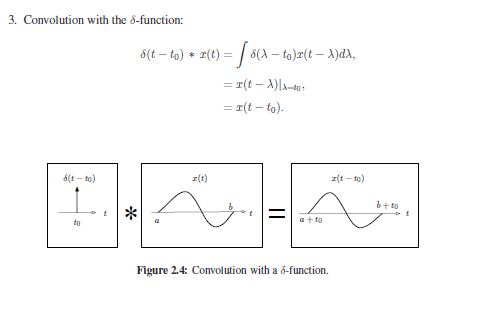 3. Convolution with the δ-function:
δ(t − t₀) ∗ x(t) = ∫ δ(λ − t₀)x(t − λ)dλ,
= x(t − λ)|λ=t₀,
= x(t − t₀).
δ(t − t₀)
t
t₀
*
x(t)
a
b
t
=
x(t − t₀)
a + t₀
b + t₀
t
Figure 2.4: Convolution with a δ-function.